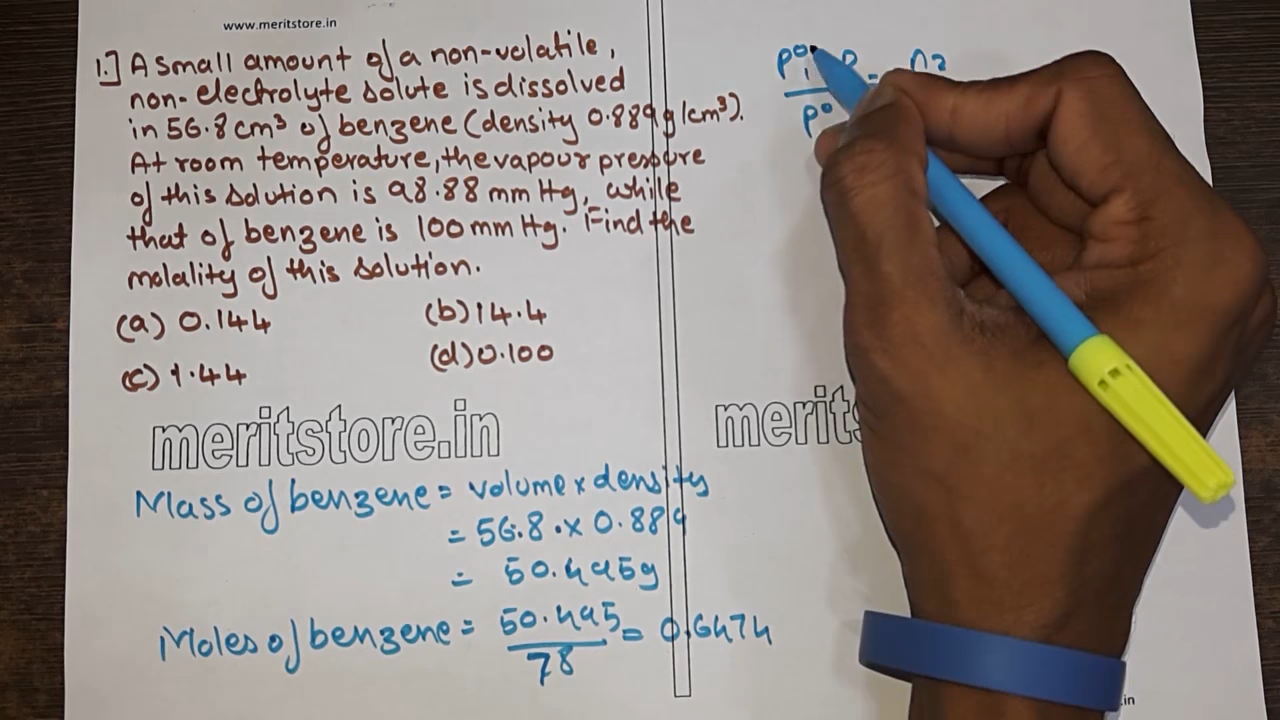 www.meritstore.in
1.] A small amount of a non-volatile,
non-electrolyte solute is dissolved
in 56.8 cm³ of benzene (density 0.889 g/cm³).
At room temperature, the vapour pressure
of this solution is 98.88 mm Hg, while
that of benzene is 100 mm Hg. Find the
molality of this solution.
(a) 0.144 (b) 14.4
(c) 1.44 (d) 0.100
meritstore.in
Mass of benzene = volume x density
= 56.8 x 0.889
= 50.495g
Moles of benzene = 50.495
78
= 0.6474
P°₁ P = n2
P°
merits
in